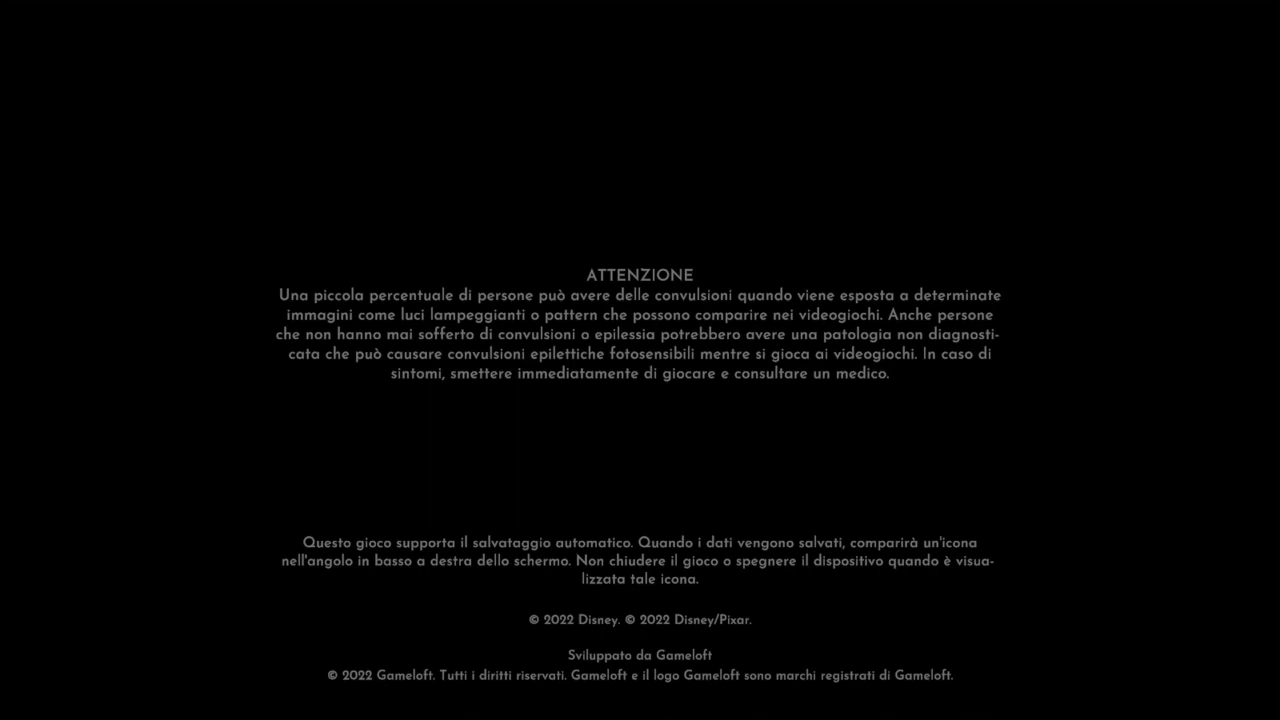 ATTENZIONE
Una piccola percentuale di persone può avere delle convulsioni quando viene esposta a determinate
immagini come luci lampeggianti o pattern che possono comparire nei videogiochi. Anche persone
che non hanno mai sofferto di convulsioni o epilessia potrebbero avere una patologia non diagnosti-
cata che può causare convulsioni epilettiche fotosensibili mentre si gioca ai videogiochi. In caso di
sintomi, smettere immediatamente di giocare e consultare un medico.
Questo gioco supporta il salvataggio automatico. Quando i dati vengono salvati, comparirà un'icona
nell'angolo in basso a destra dello schermo. Non chiudere il gioco o spegnere il dispositivo quando è visua-
lizzata tale icona.
© 2022 Disney. © 2022 Disney/Pixar.
Sviluppato da Gameloft
© 2022 Gameloft. Tutti i diritti riservati. Gameloft e il logo Gameloft sono marchi registrati di Gameloft.